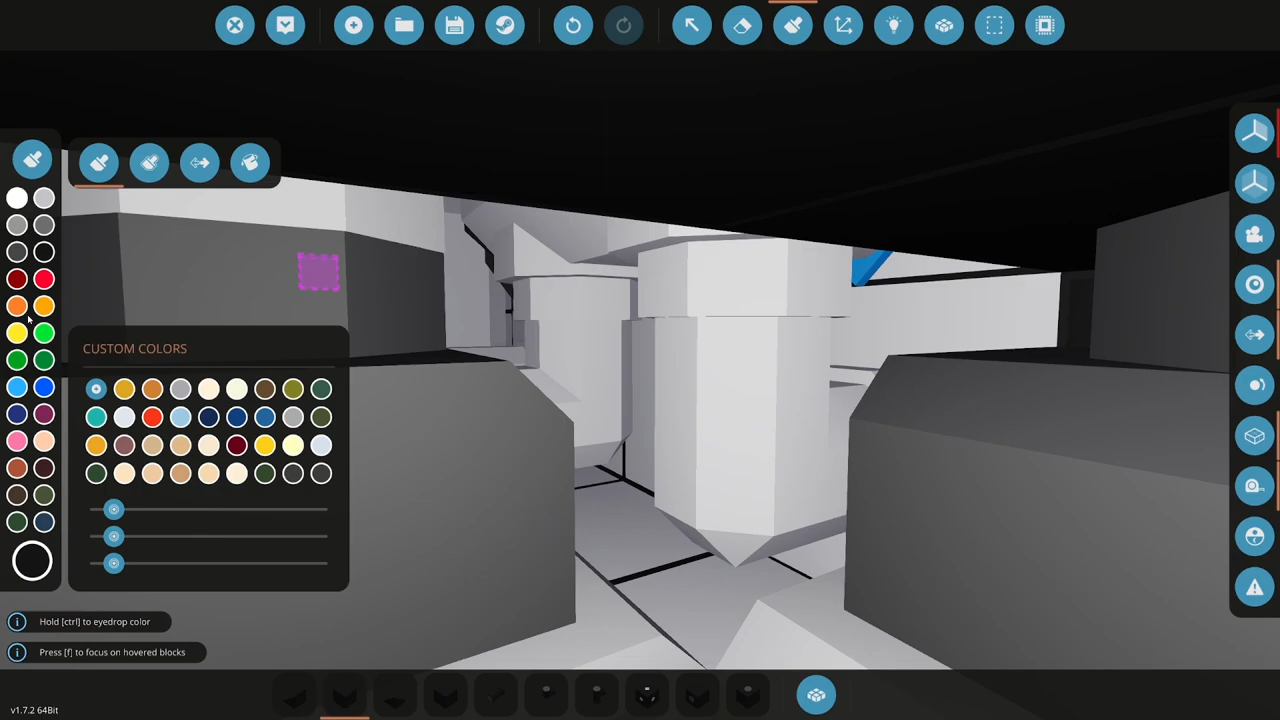 CUSTOM COLORS
Hold [ctrl] to eyedrop color
Press [f] to focus on hovered blocks
v1.7.2 64Bit